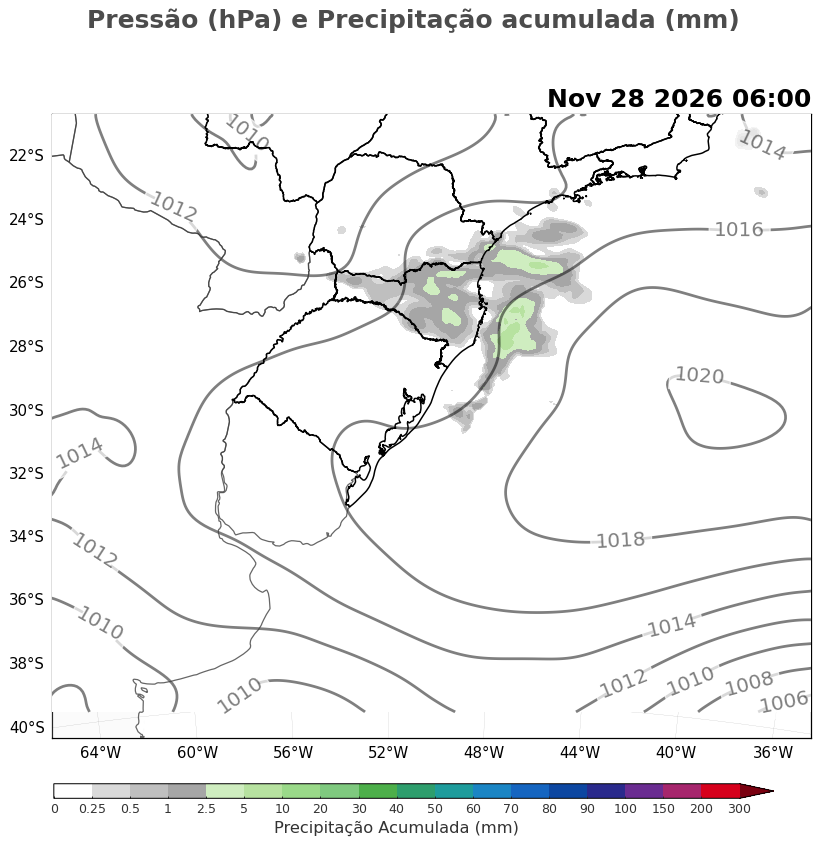 Pressão (hPa) e Precipitação acumulada (mm)
Nov 28 2026 06:00
1010
1014
22°S
1012
24°S
1016
26°S
28°S
1020
30°S
1014
32°S
34°S
1018
1012
36°S
1010
1014
38°S
1012
1010
1008
1010
1006
40°S
64°W 60°W 56°W 52°W 48°W 44°W 40°W 36°W
0 0.25 0.5 1 2.5 5 10 20 30 40 50 60 70 80 90 100 150 200 300
Precipitação Acumulada (mm)